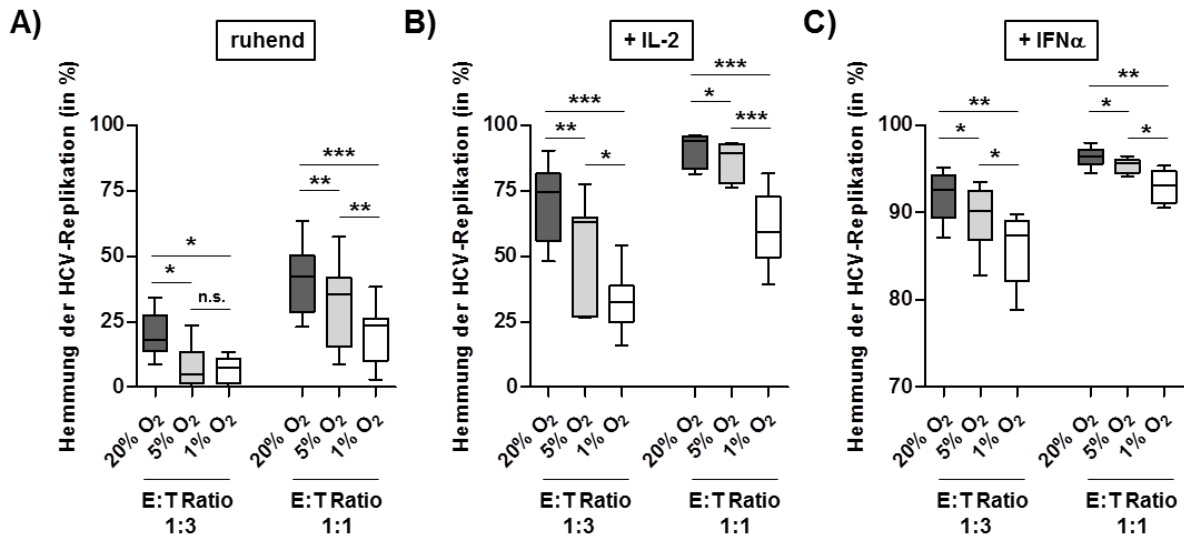 A)
ruhend
Hemmung der HCV-Replikation (in %)
100
75
50
25
0
*
*
n.s.
***
**
**
20% O₂
5% O₂
1% O₂
20% O₂
5% O₂
1% O₂
E:T Ratio
1:3
E:T Ratio
1:1
B)
+ IL-2
Hemmung der HCV-Replikation (in %)
100
75
50
25
0
***
**
*
***
*
***
20% O₂
5% O₂
1% O₂
20% O₂
5% O₂
1% O₂
E:T Ratio
1:3
E:T Ratio
1:1
C)
+ IFNα
Hemmung der HCV-Replikation (in %)
100
90
80
70
**
*
*
**
*
*
20% O₂
5% O₂
1% O₂
20% O₂
5% O₂
1% O₂
E:T Ratio
1:3
E:T Ratio
1:1